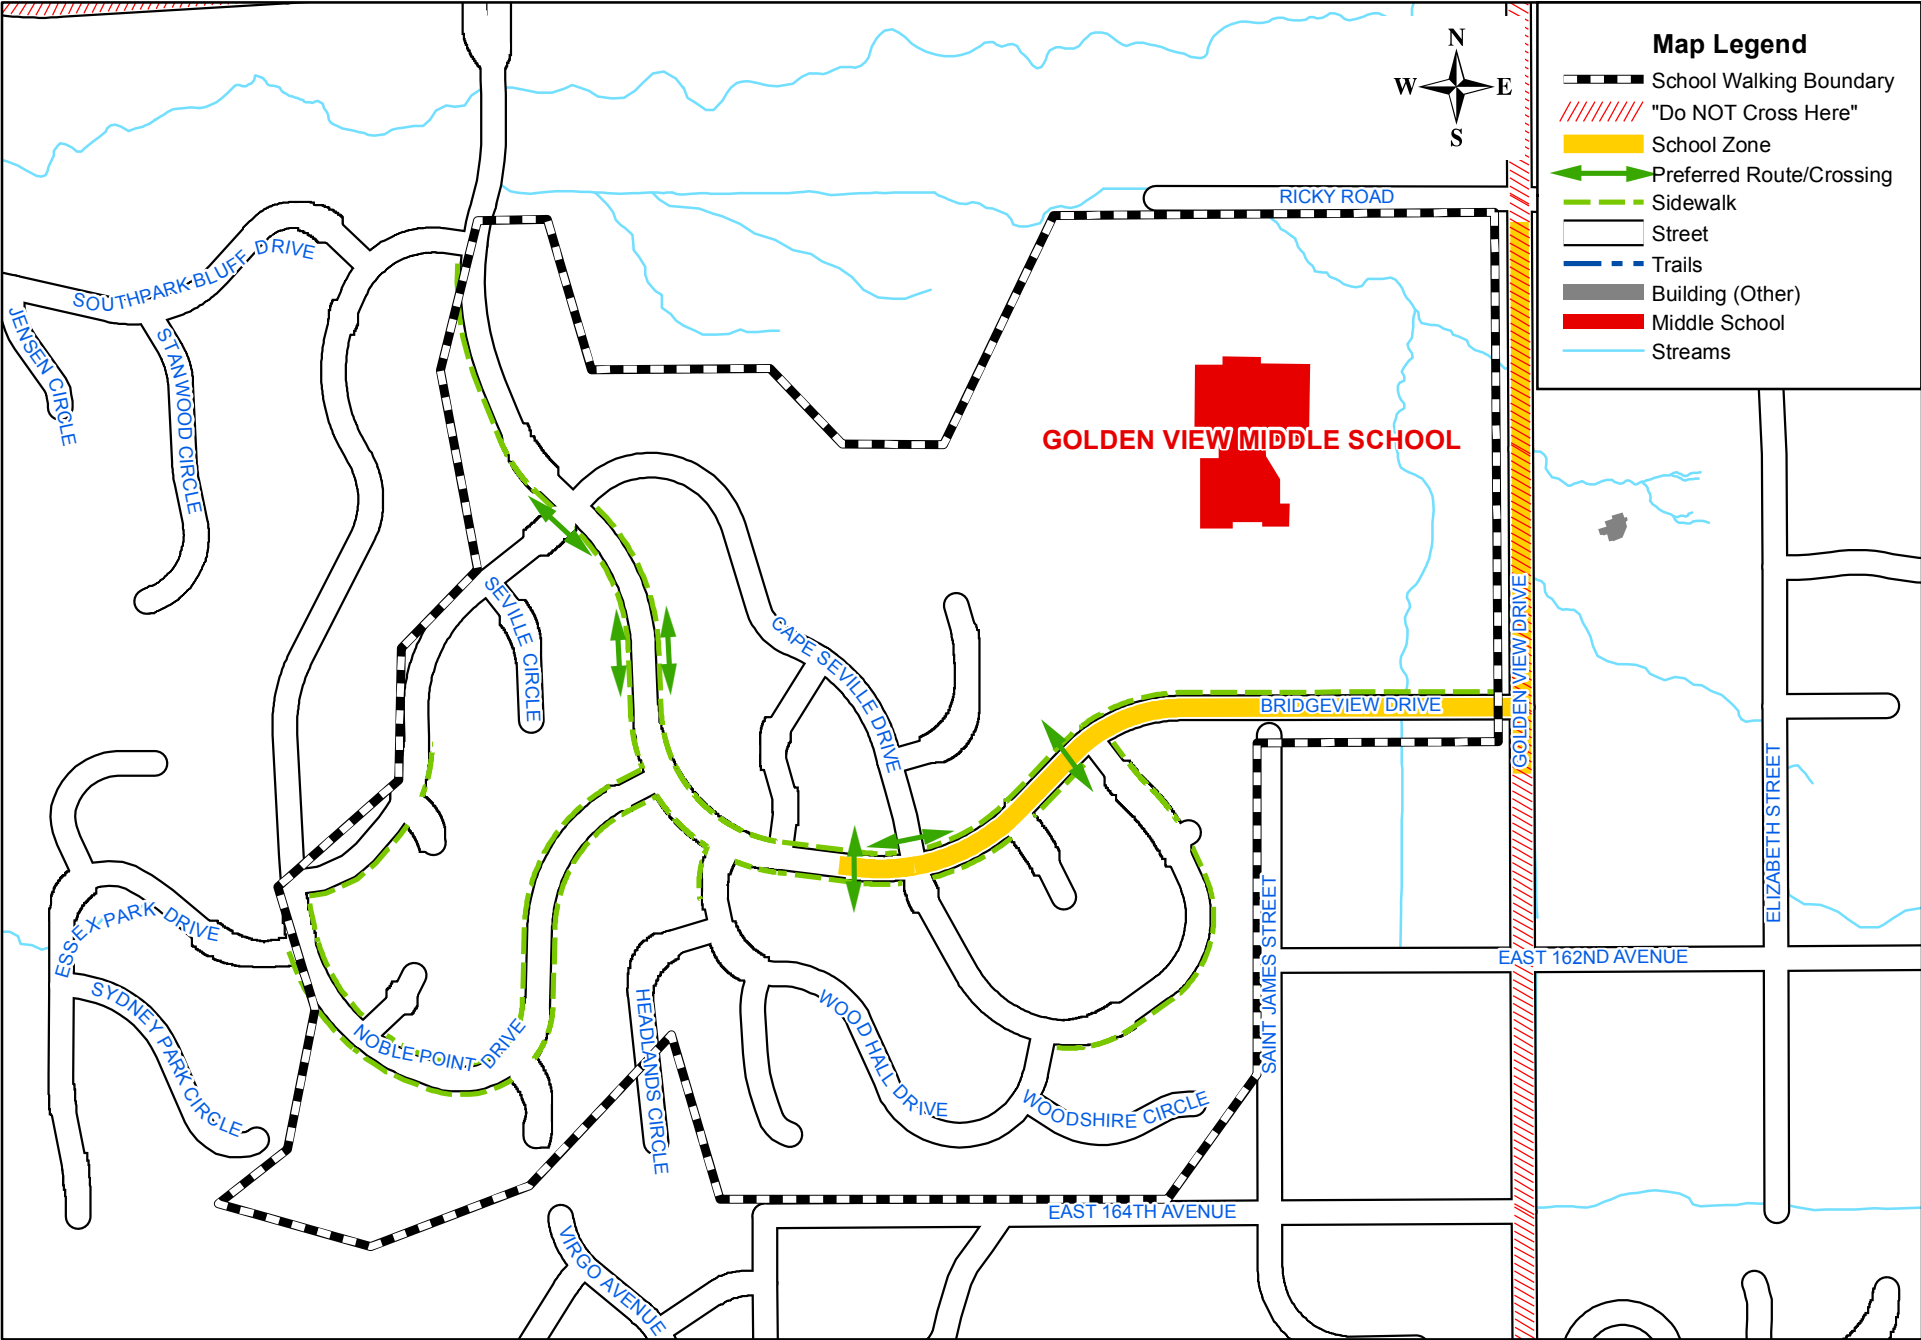 N
W E
S
Map Legend
School Walking Boundary
"Do NOT Cross Here"
School Zone
Preferred Route/Crossing
Sidewalk
Street
Trails
Building (Other)
Middle School
Streams
RICKY ROAD
SOUTHPARK BLUFF DRIVE
JENSEN CIRCLE
STANWOOD CIRCLE
GOLDEN VIEW MIDDLE SCHOOL
SEVILLE CIRCLE
CAPE SEVILLE DRIVE
BRIDGEVIEW DRIVE
GOLDEN VIEW DRIVE
ELIZABETH STREET
ESSEX PARK DRIVE
SYDNEY PARK CIRCLE
NOBLE POINT DRIVE
HEADLANDS CIRCLE
WOOD HALL DRIVE
WOODSHIRE CIRCLE
SAINT JAMES STREET
EAST 162ND AVENUE
EAST 164TH AVENUE
VIRGO AVENUE